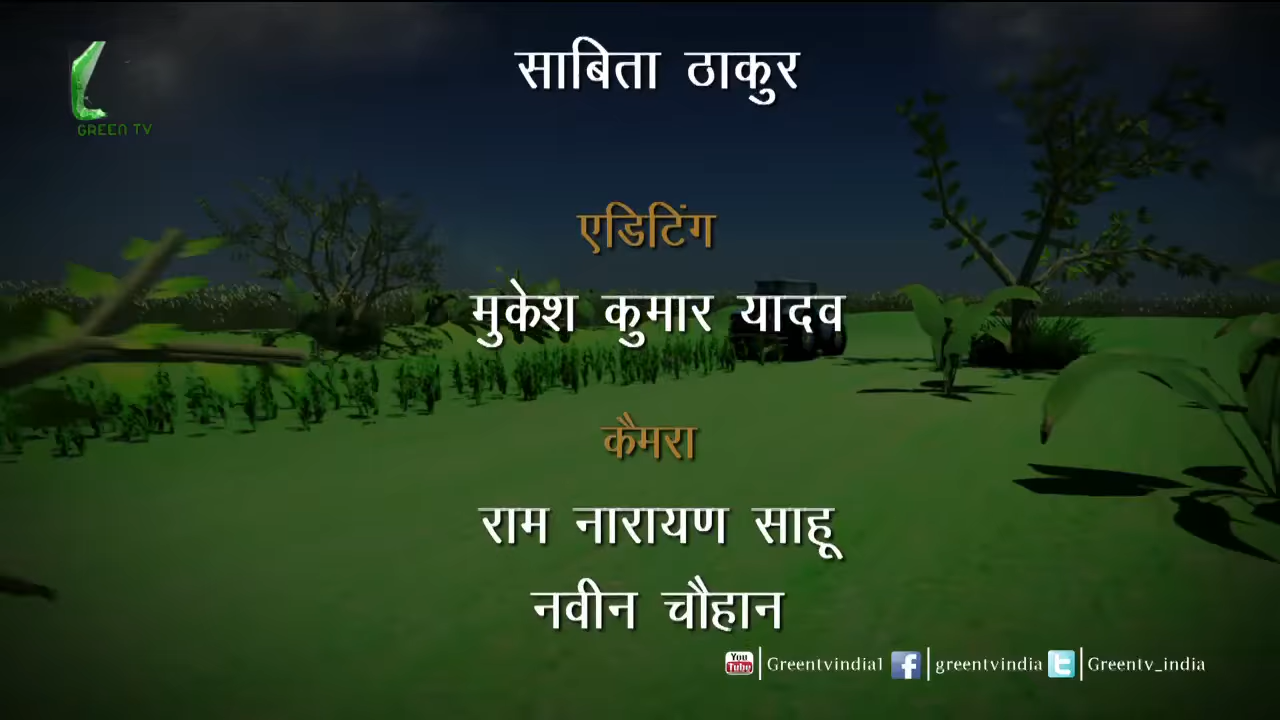 साबिता ठाकुर
GREEN TV
एडिटिंग
मुकेश कुमार यादव
कैमरा
राम नारायण साहू
नवीन चौहान
You Tube Greentvindia1 f greentvindia t Greentv_india